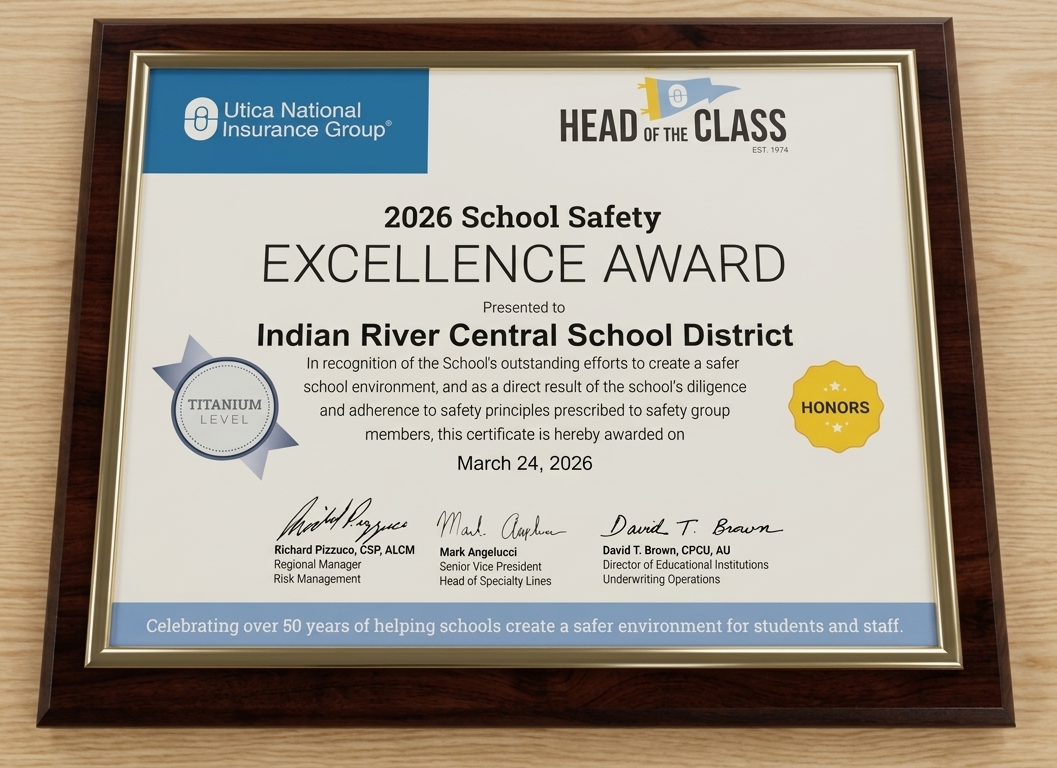 Utica National
Insurance Group®
HEAD OF THE CLASS
EST. 1974
2026 School Safety
EXCELLENCE AWARD
Presented to
Indian River Central School District
In recognition of the School's outstanding efforts to create a safer
school environment, and as a direct result of the school's diligence
and adherence to safety principles prescribed to safety group
members, this certificate is hereby awarded on
March 24, 2026
TITANIUM
LEVEL
HONORS
Richard Pizzuco
Mark Angelucci
David T. Brown
Richard Pizzuco, CSP, ALCM
Regional Manager
Risk Management
Mark Angelucci
Senior Vice President
Head of Specialty Lines
David T. Brown, CPCU, AU
Director of Educational Institutions
Underwriting Operations
Celebrating over 50 years of helping schools create a safer environment for students and staff.